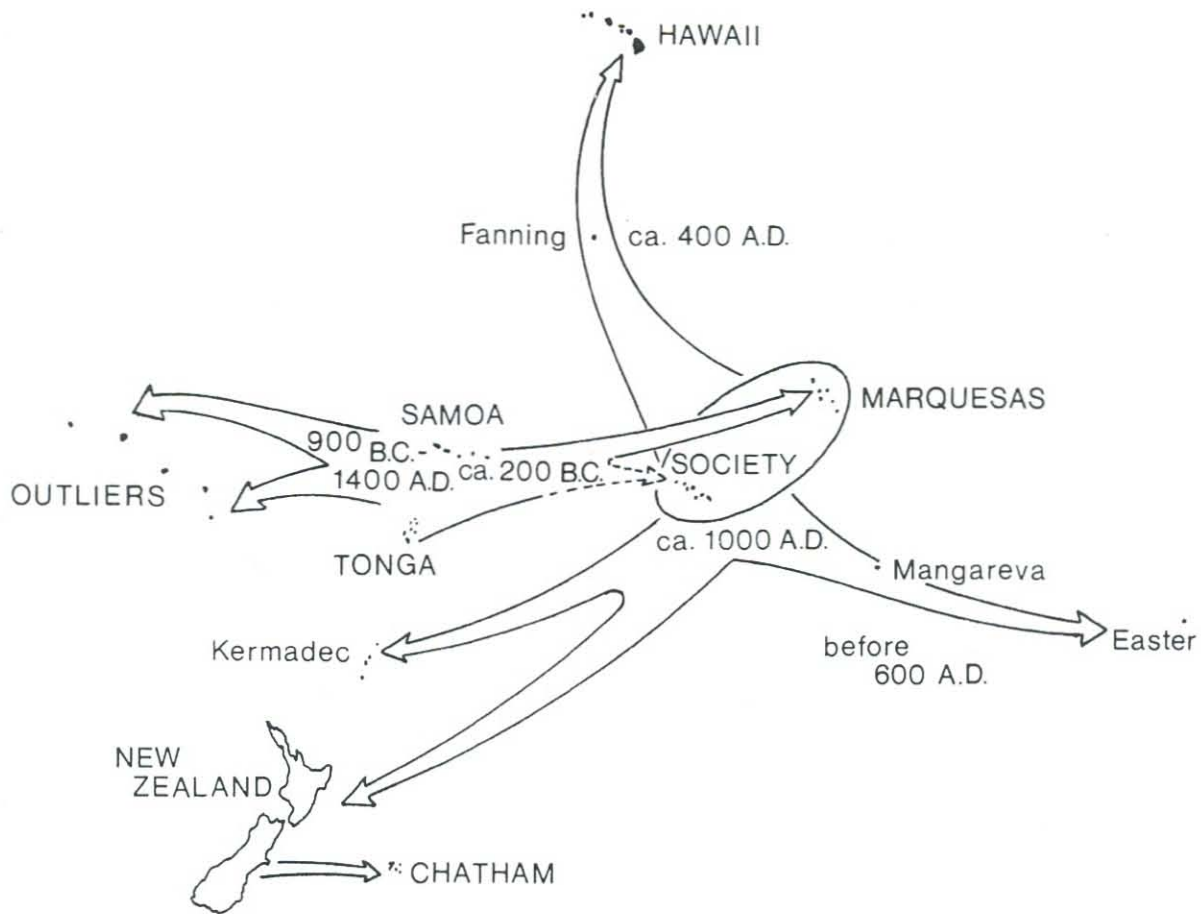 HAWAII
Fanning
ca. 400 A.D.
MARQUESAS
SAMOA
900 B.C.-
1400 A.D.
ca. 200 B.C.
SOCIETY
OUTLIERS
TONGA
ca. 1000 A.D.
Mangareva
Kermadec
before
600 A.D.
Easter
NEW
ZEALAND
CHATHAM